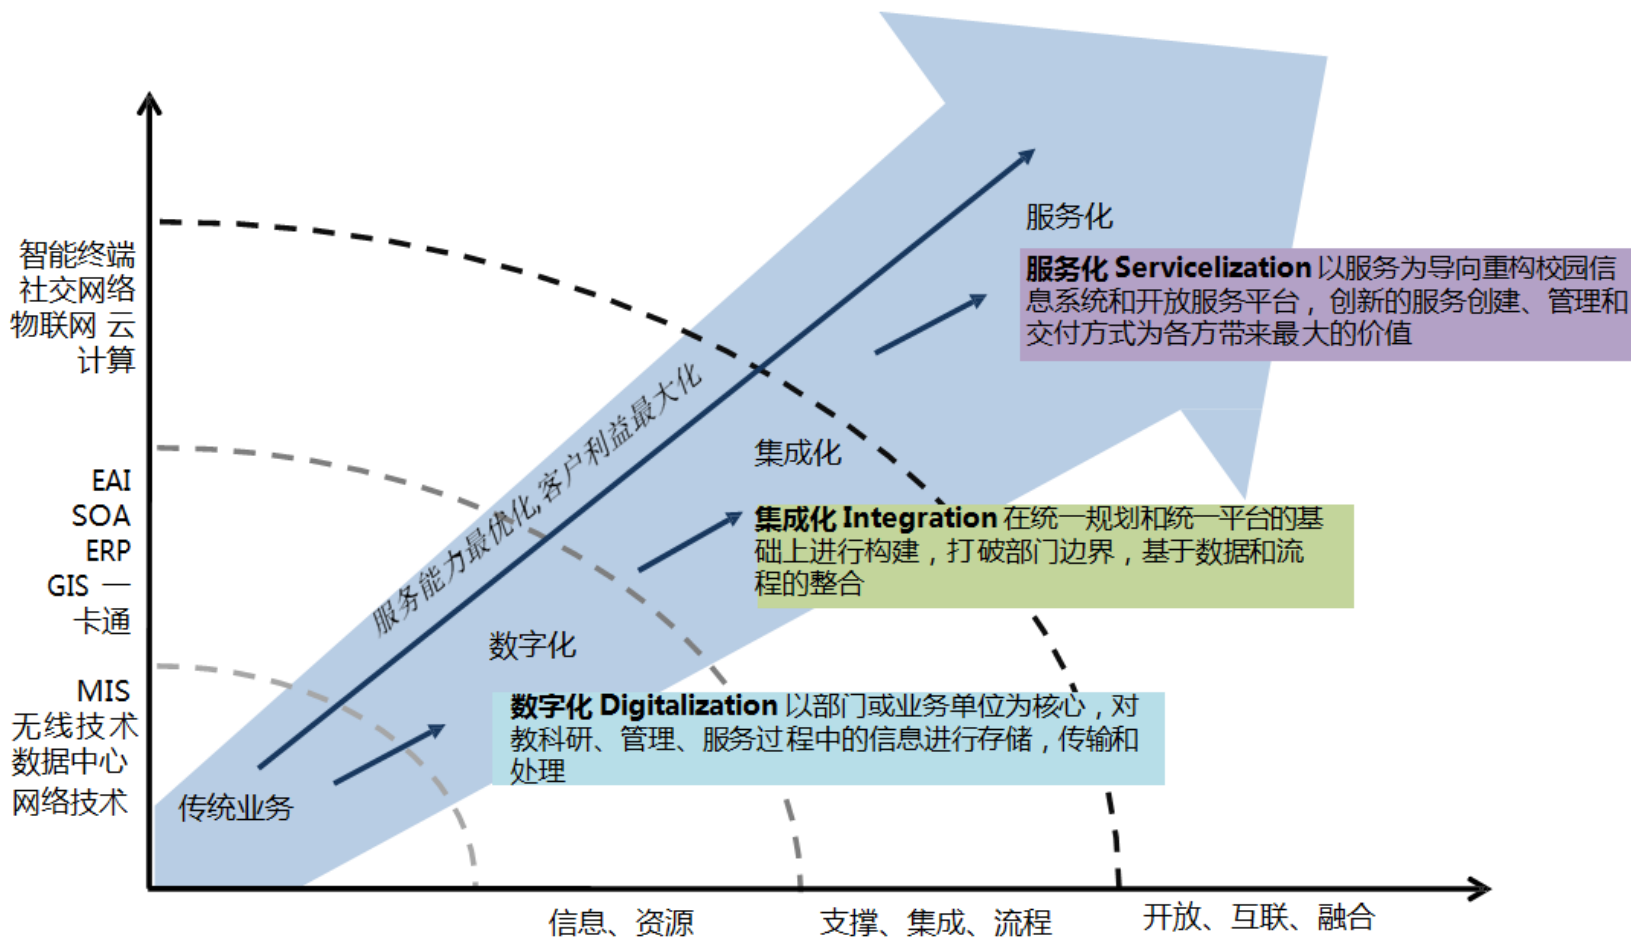 服务化
服务化 Servicelization 以服务为导向重构校园信
息系统和开放服务平台，创新的服务创建、管理和
交付方式为各方带来最大的价值
智能终端
社交网络
物联网 云
计算
服务能力最优化,客户利益最大化
集成化
集成化 Integration 在统一规划和统一平台的基
础上进行构建，打破部门边界，基于数据和流
程的整合
EAI
SOA
ERP
GIS 一
卡通
数字化
数字化 Digitalization 以部门或业务单位为核心，对
教科研、管理、服务过程中的信息进行存储，传输和
处理
MIS
无线技术
数据中心
网络技术
传统业务
信息、资源
支撑、集成、流程
开放、互联、融合